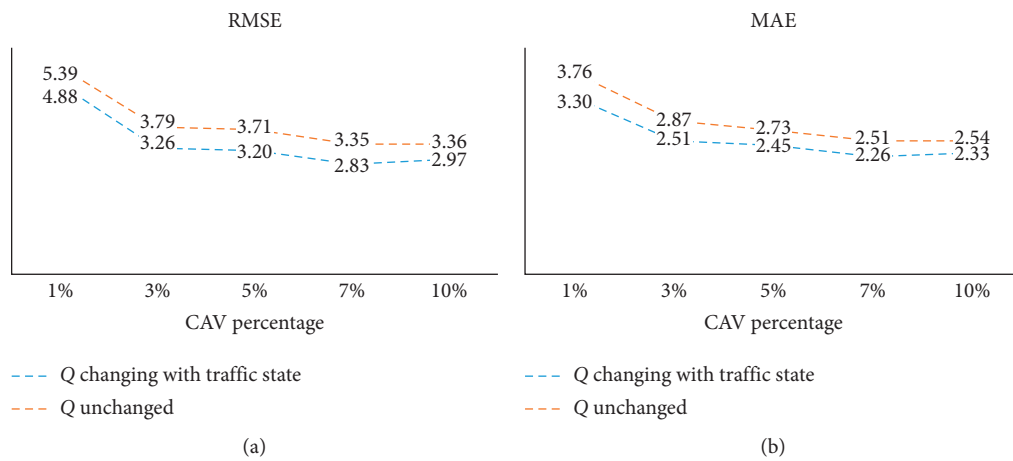 RMSE
5.39
4.88
3.79
3.26
3.71
3.20
3.35
2.83
3.36
2.97
1% 3% 5% 7% 10%
CAV percentage
Q changing with traffic state
Q unchanged
(a)
MAE
3.76
3.30
2.87
2.51
2.73
2.45
2.51
2.26
2.54
2.33
1% 3% 5% 7% 10%
CAV percentage
Q changing with traffic state
Q unchanged
(b)